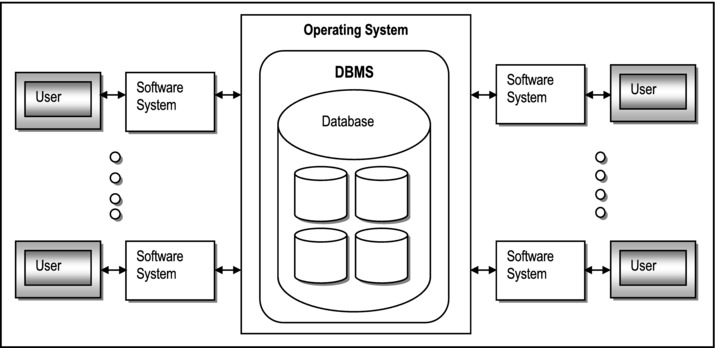 Operating System
DBMS
Database
User
Software
System
Software
System
User
User
Software
System
Software
System
User